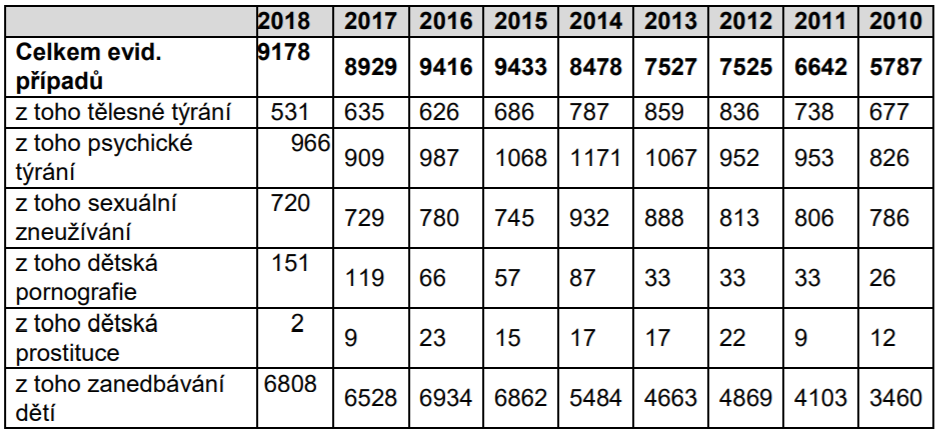 2018 2017 2016 2015 2014 2013 2012 2011 2010
Celkem evid.
případů 9178 8929 9416 9433 8478 7527 7525 6642 5787
z toho tělesné týrání 531 635 626 686 787 859 836 738 677
z toho psychické
týrání 966 909 987 1068 1171 1067 952 953 826
z toho sexuální
zneužívání 720 729 780 745 932 888 813 806 786
z toho dětská
pornografie 151 119 66 57 87 33 33 33 26
z toho dětská
prostituce 2 9 23 15 17 17 22 9 12
z toho zanedbávání
dětí 6808 6528 6934 6862 5484 4663 4869 4103 3460